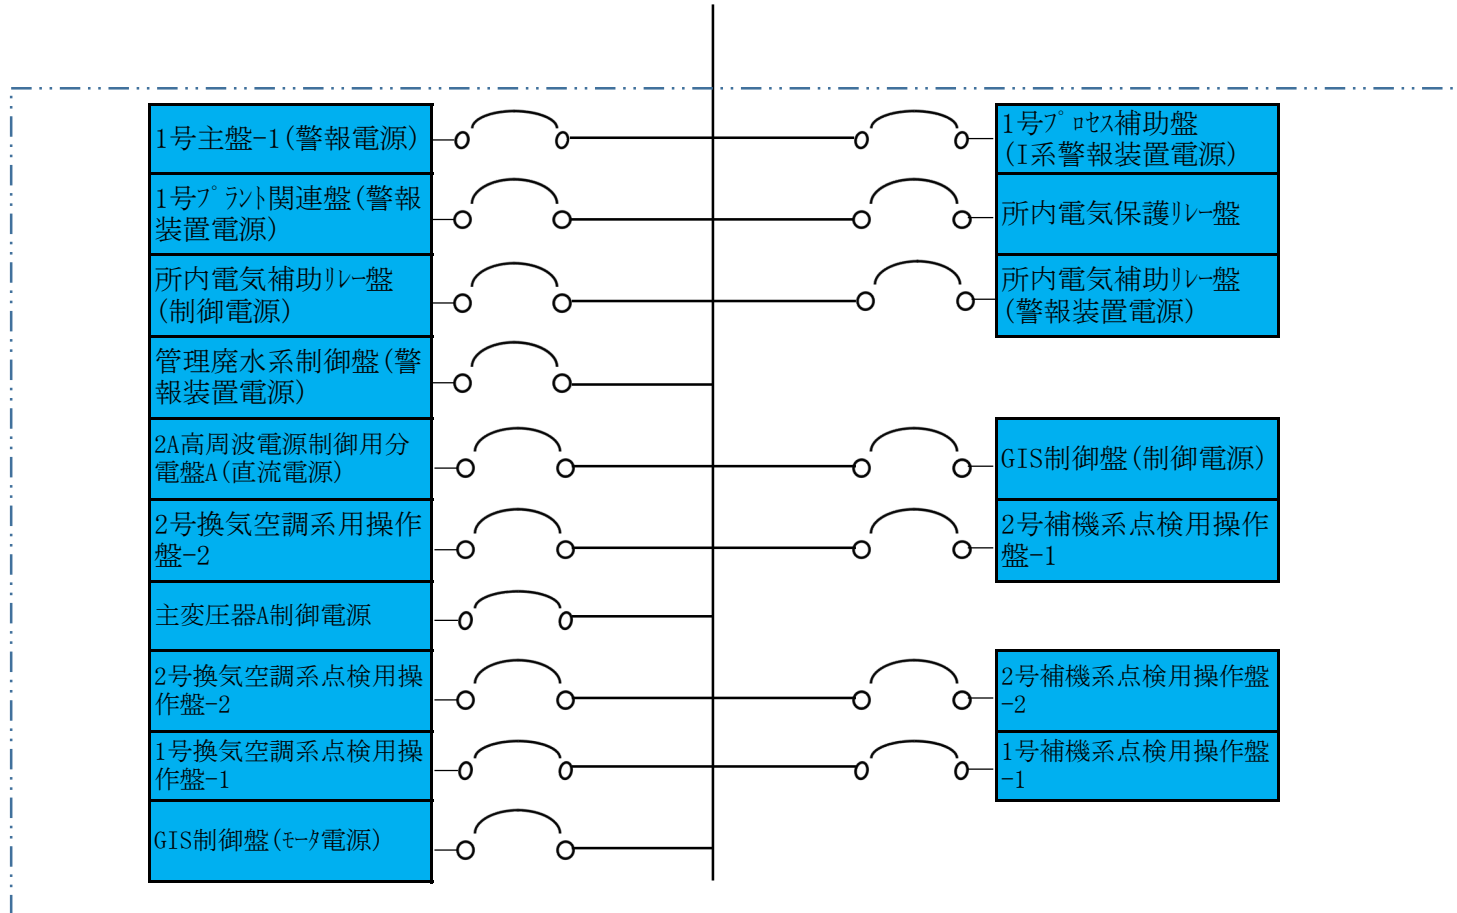 1号主盤-1(警報電源)
1号ﾌﾟﾗﾝﾄ関連盤(警報
装置電源)
所内電気補助ﾘﾚｰ盤
(制御電源)
管理廃水系制御盤(警
報装置電源)
2A高周波電源制御用分
電盤A(直流電源)
2号換気空調系用操作
盤-2
主変圧器A制御電源
2号換気空調系点検用操
作盤-2
1号換気空調系点検用操
作盤-1
GIS制御盤(ﾓｰﾀ電源)
1号ﾌﾟﾛｾｽ補助盤
(I系警報装置電源)
所内電気保護ﾘﾚｰ盤
所内電気補助ﾘﾚｰ盤
(警報装置電源)
GIS制御盤(制御電源)
2号補機系点検用操作
盤-1
2号補機系点検用操作盤
-2
1号補機系点検用操作盤
-1